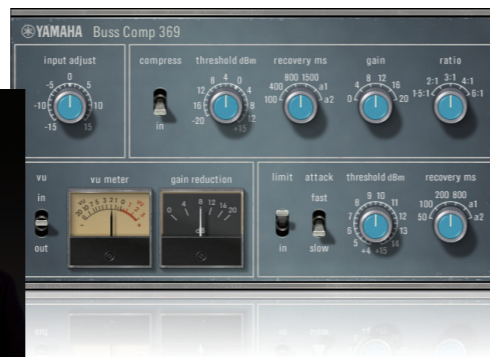 YAMAHA Buss Comp 369
input adjust
0
-5 5
-10 10
-15 15
compress
in
threshold dBm
8 4 0
12 4
16 8
-20 12
+15
recovery ms
800 1500
400 a1
100 a2
gain
8 12
4 16
0 20
ratio
3:1
2:1 4:1
1·5:1 6:1
vu
in
out
vu meter
VU
gain reduction
0 4 8 12 16 20
dB
limit
in
attack
fast
slow
threshold dBm
9 10
8 11
7 12
6 13
5 14
+4 +15
recovery ms
200 800
100 a1
50 a2